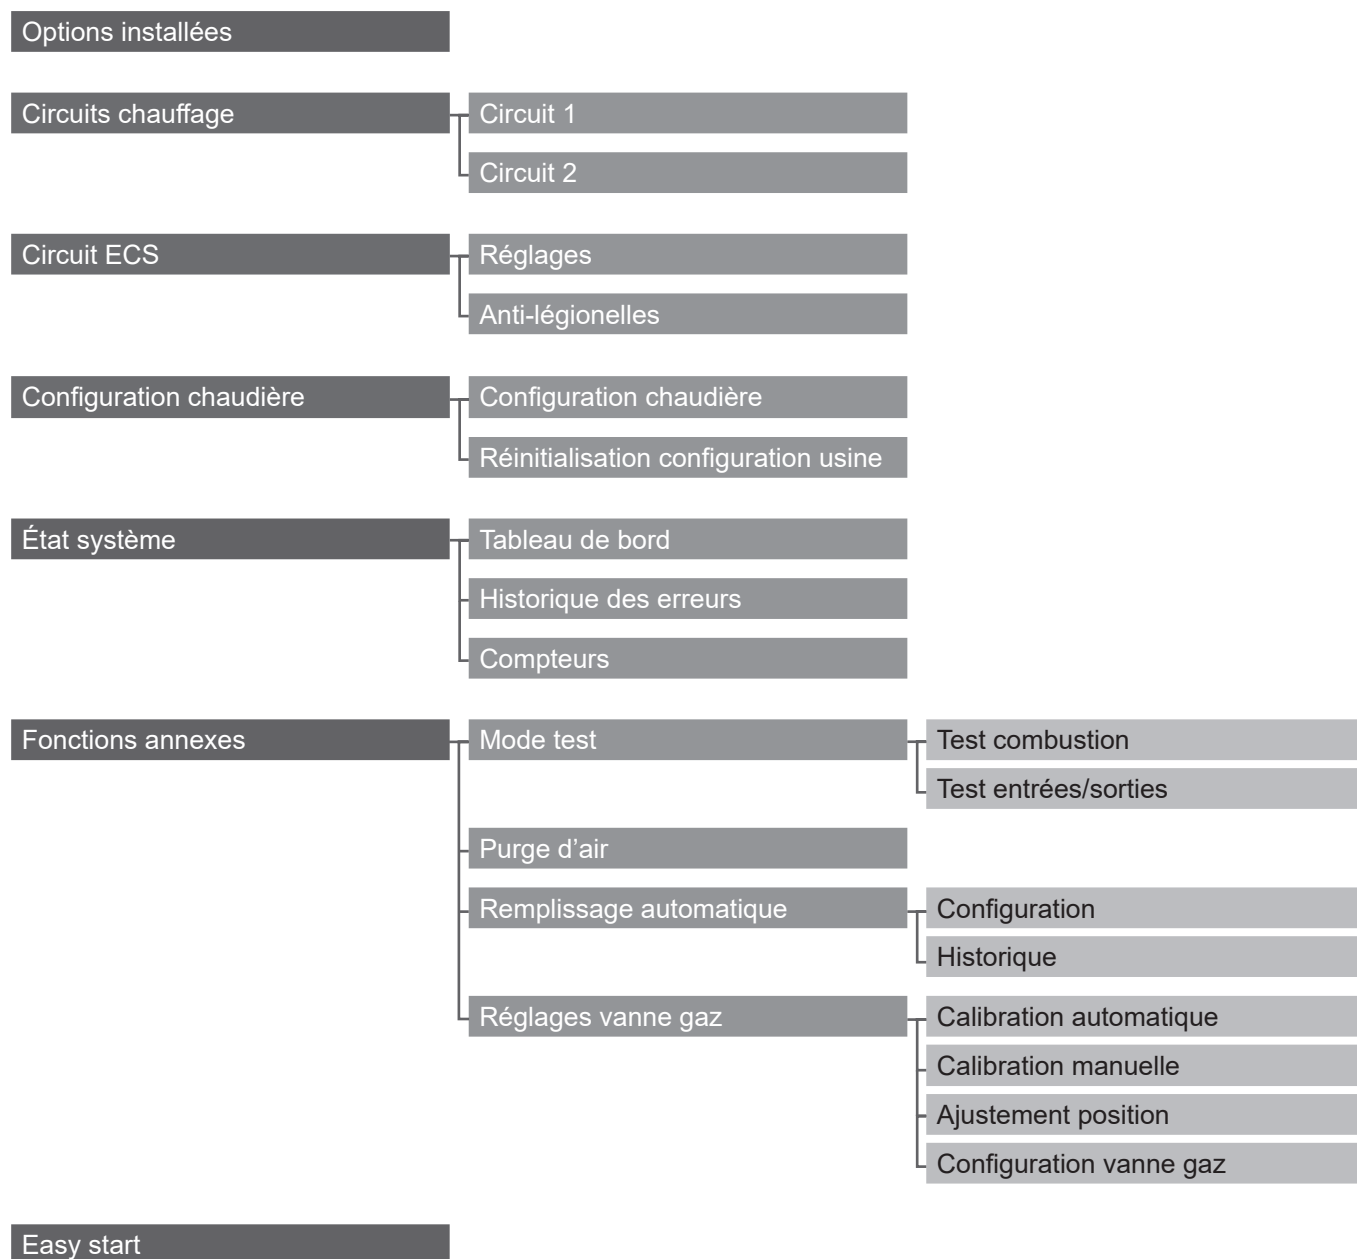 Options installées
Circuits chauffage
Circuit 1
Circuit 2
Circuit ECS
Réglages
Anti-légionelles
Configuration chaudière
Configuration chaudière
Réinitialisation configuration usine
État système
Tableau de bord
Historique des erreurs
Compteurs
Fonctions annexes
Mode test
Test combustion
Test entrées/sorties
Purge d’air
Remplissage automatique
Configuration
Historique
Réglages vanne gaz
Calibration automatique
Calibration manuelle
Ajustement position
Configuration vanne gaz
Easy start